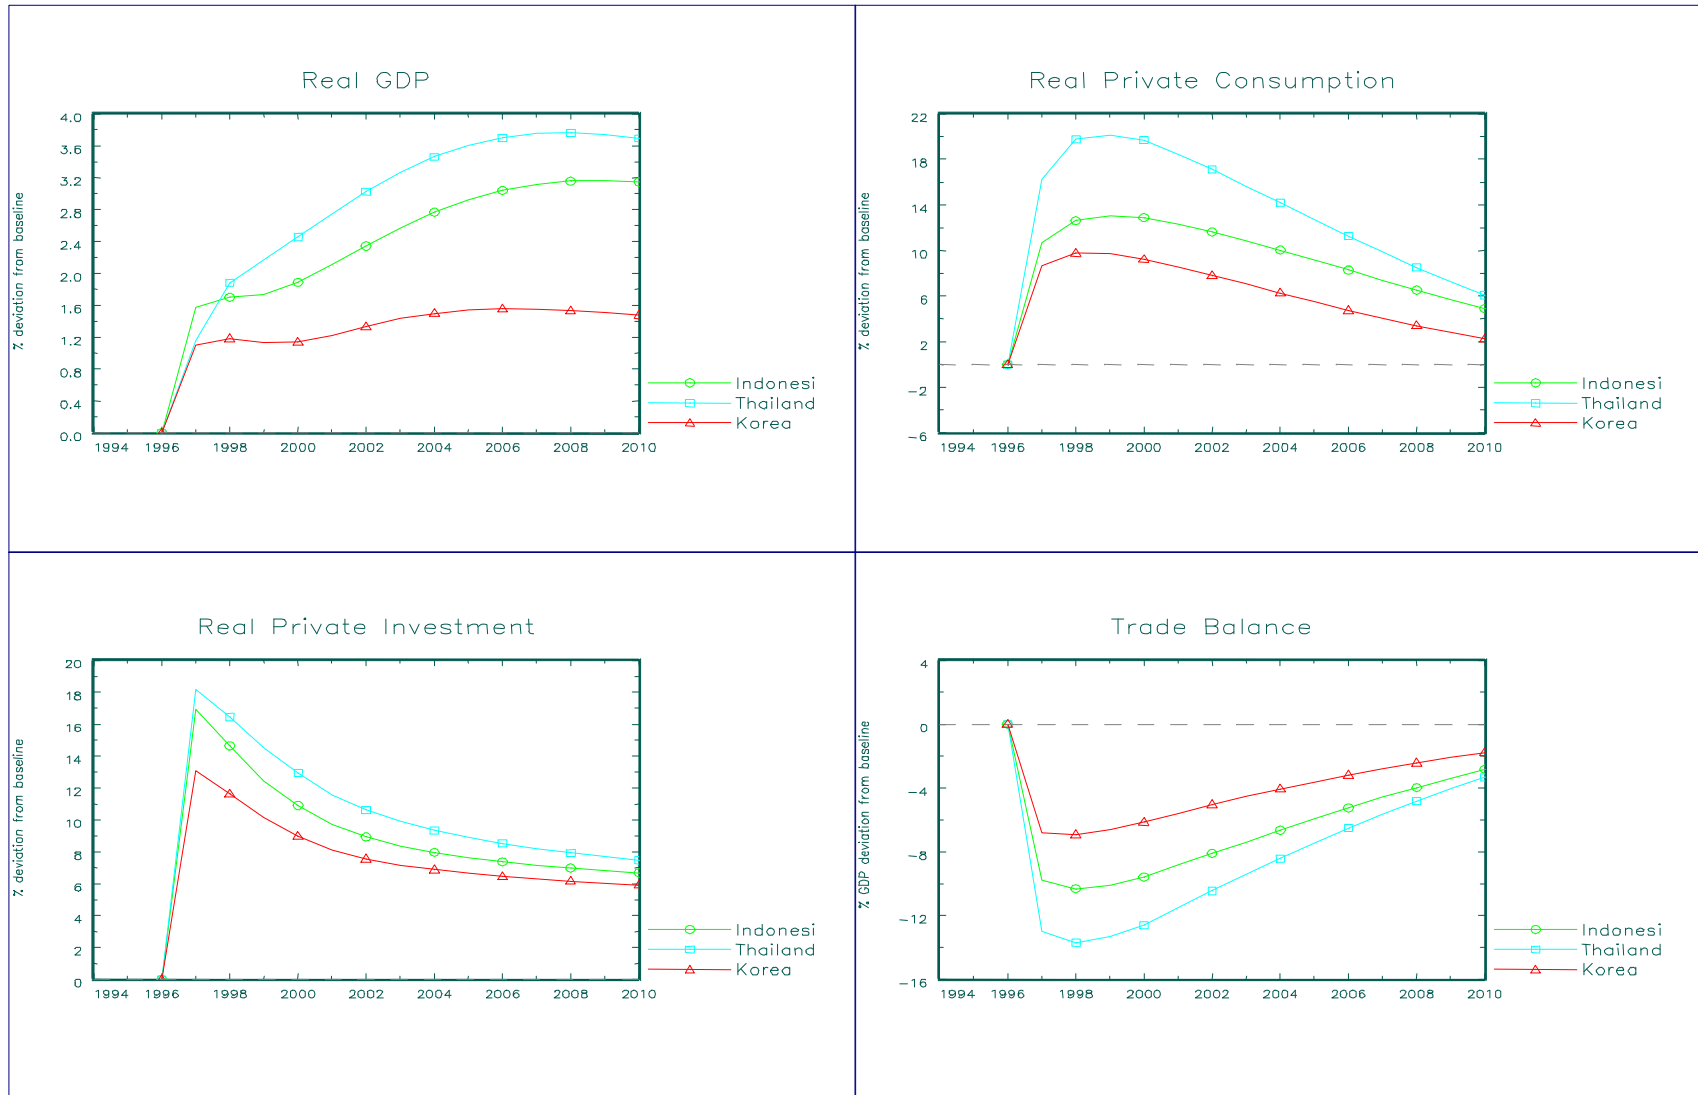 Real GDP
% deviation from baseline
4.0
3.6
3.2
2.8
2.4
2.0
1.6
1.2
0.8
0.4
0.0
1994 1996 1998 2000 2002 2004 2006 2008 2010
Indonesi
Thailand
Korea
Real Private Consumption
% deviation from baseline
22
18
14
10
6
2
-2
-6
1994 1996 1998 2000 2002 2004 2006 2008 2010
Indonesi
Thailand
Korea
Real Private Investment
% deviation from baseline
20
18
16
14
12
10
8
6
4
2
0
1994 1996 1998 2000 2002 2004 2006 2008 2010
Indonesi
Thailand
Korea
Trade Balance
% GDP deviation from baseline
4
0
-4
-8
-12
-16
1994 1996 1998 2000 2002 2004 2006 2008 2010
Indonesi
Thailand
Korea